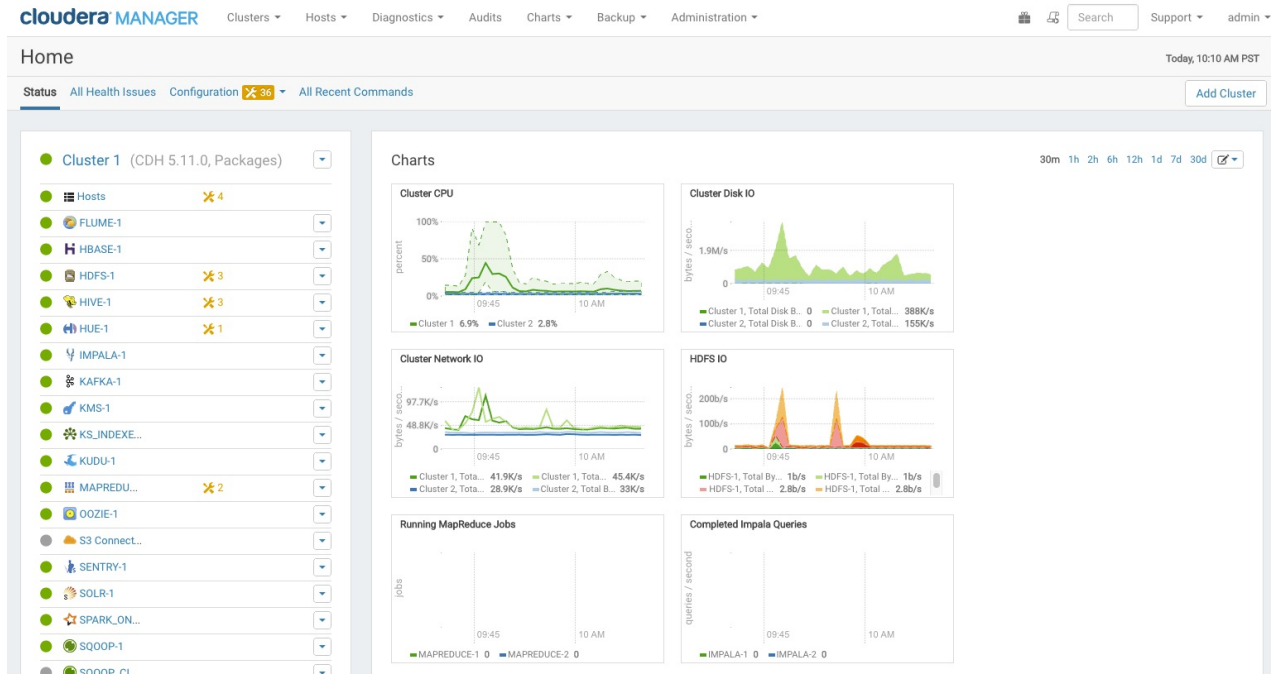 cloudera MANAGER Clusters Hosts Diagnostics Audits Charts Backup Administration Search Support admin
Home
Today, 10:10 AM PST
Status All Health Issues Configuration 36 All Recent Commands
Add Cluster
Cluster 1 (CDH 5.11.0, Packages)
Hosts 4
FLUME-1
HBASE-1
HDFS-1 3
HIVE-1 3
HUE-1 1
IMPALA-1
KAFKA-1
KMS-1
KS_INDEXE...
KUDU-1
MAPREDU... 2
OOZIE-1
S3 Connect...
SENTRY-1
SOLR-1
SPARK_ON...
SQOOP-1
SQOOP_CL...
Charts
30m 1h 2h 6h 12h 1d 7d 30d
Cluster CPU
percent
100%
50%
0%
09:45 10 AM
Cluster 1 6.9% Cluster 2 2.8%
Cluster Disk IO
bytes / seco...
1.9M/s
0
09:45 10 AM
Cluster 1, Total Disk B... 0 Cluster 1, Total... 388K/s
Cluster 2, Total Disk B... 0 Cluster 2, Total... 155K/s
Cluster Network IO
bytes / seco...
97.7K/s
48.8K/s
0
09:45 10 AM
Cluster 1, Tota... 41.9K/s Cluster 1, Tota... 45.4K/s
Cluster 2, Tota... 28.9K/s Cluster 2, Total B... 33K/s
HDFS IO
bytes / seco...
200b/s
100b/s
0
09:45 10 AM
HDFS-1, Total By... 1b/s HDFS-1, Total By... 1b/s
HDFS-1, Total ... 2.8b/s HDFS-1, Total ... 2.8b/s
Running MapReduce Jobs
jobs
09:45 10 AM
MAPREDUCE-1 0 MAPREDUCE-2 0
Completed Impala Queries
queries / second
09:45 10 AM
IMPALA-1 0 IMPALA-2 0